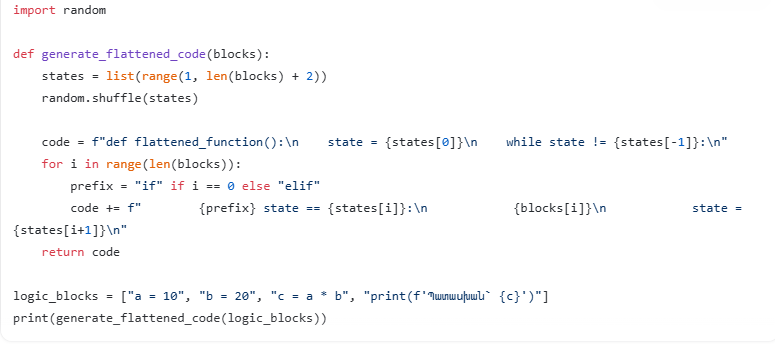 import random

def generate_flattened_code(blocks):
    states = list(range(1, len(blocks) + 2))
    random.shuffle(states)

    code = f"def flattened_function():\n    state = {states[0]}\n    while state != {states[-1]}:\n"
    for i in range(len(blocks)):
        prefix = "if" if i == 0 else "elif"
        code += f"        {prefix} state == {states[i]}:\n            {blocks[i]}\n            state =
{states[i+1]}\n"
    return code

logic_blocks = ["a = 10", "b = 20", "c = a * b", "print(f'Պատասխան՝ {c}')"]
print(generate_flattened_code(logic_blocks))